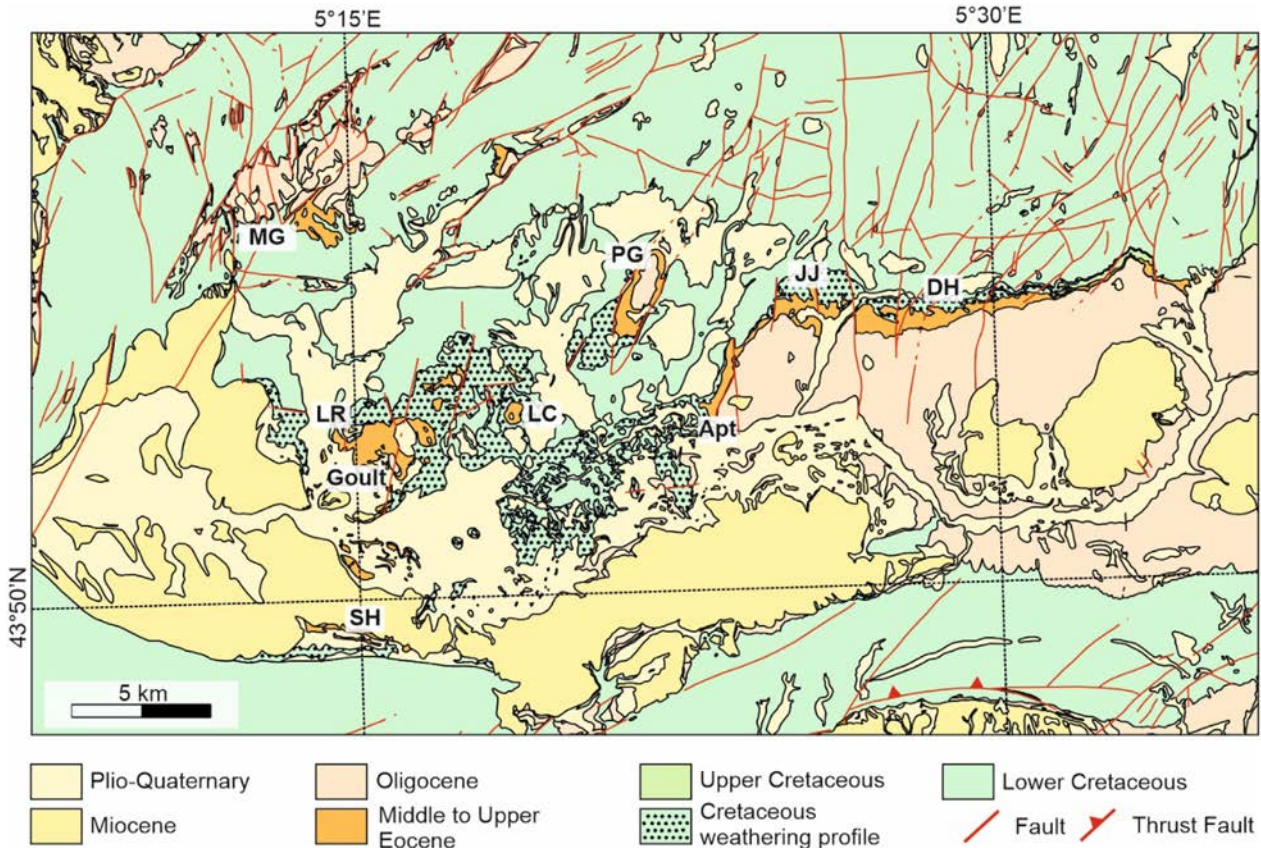 5°15'E
5°30'E
PG
MG
JJ
DH
LR
LC
Apt
Goult
43°50'N
SH
5 km
Plio-Quaternary
Oligocene
Upper Cretaceous
Lower Cretaceous
Miocene
Middle to Upper
Eocene
Cretaceous
weathering profile
Fault
Thrust Fault